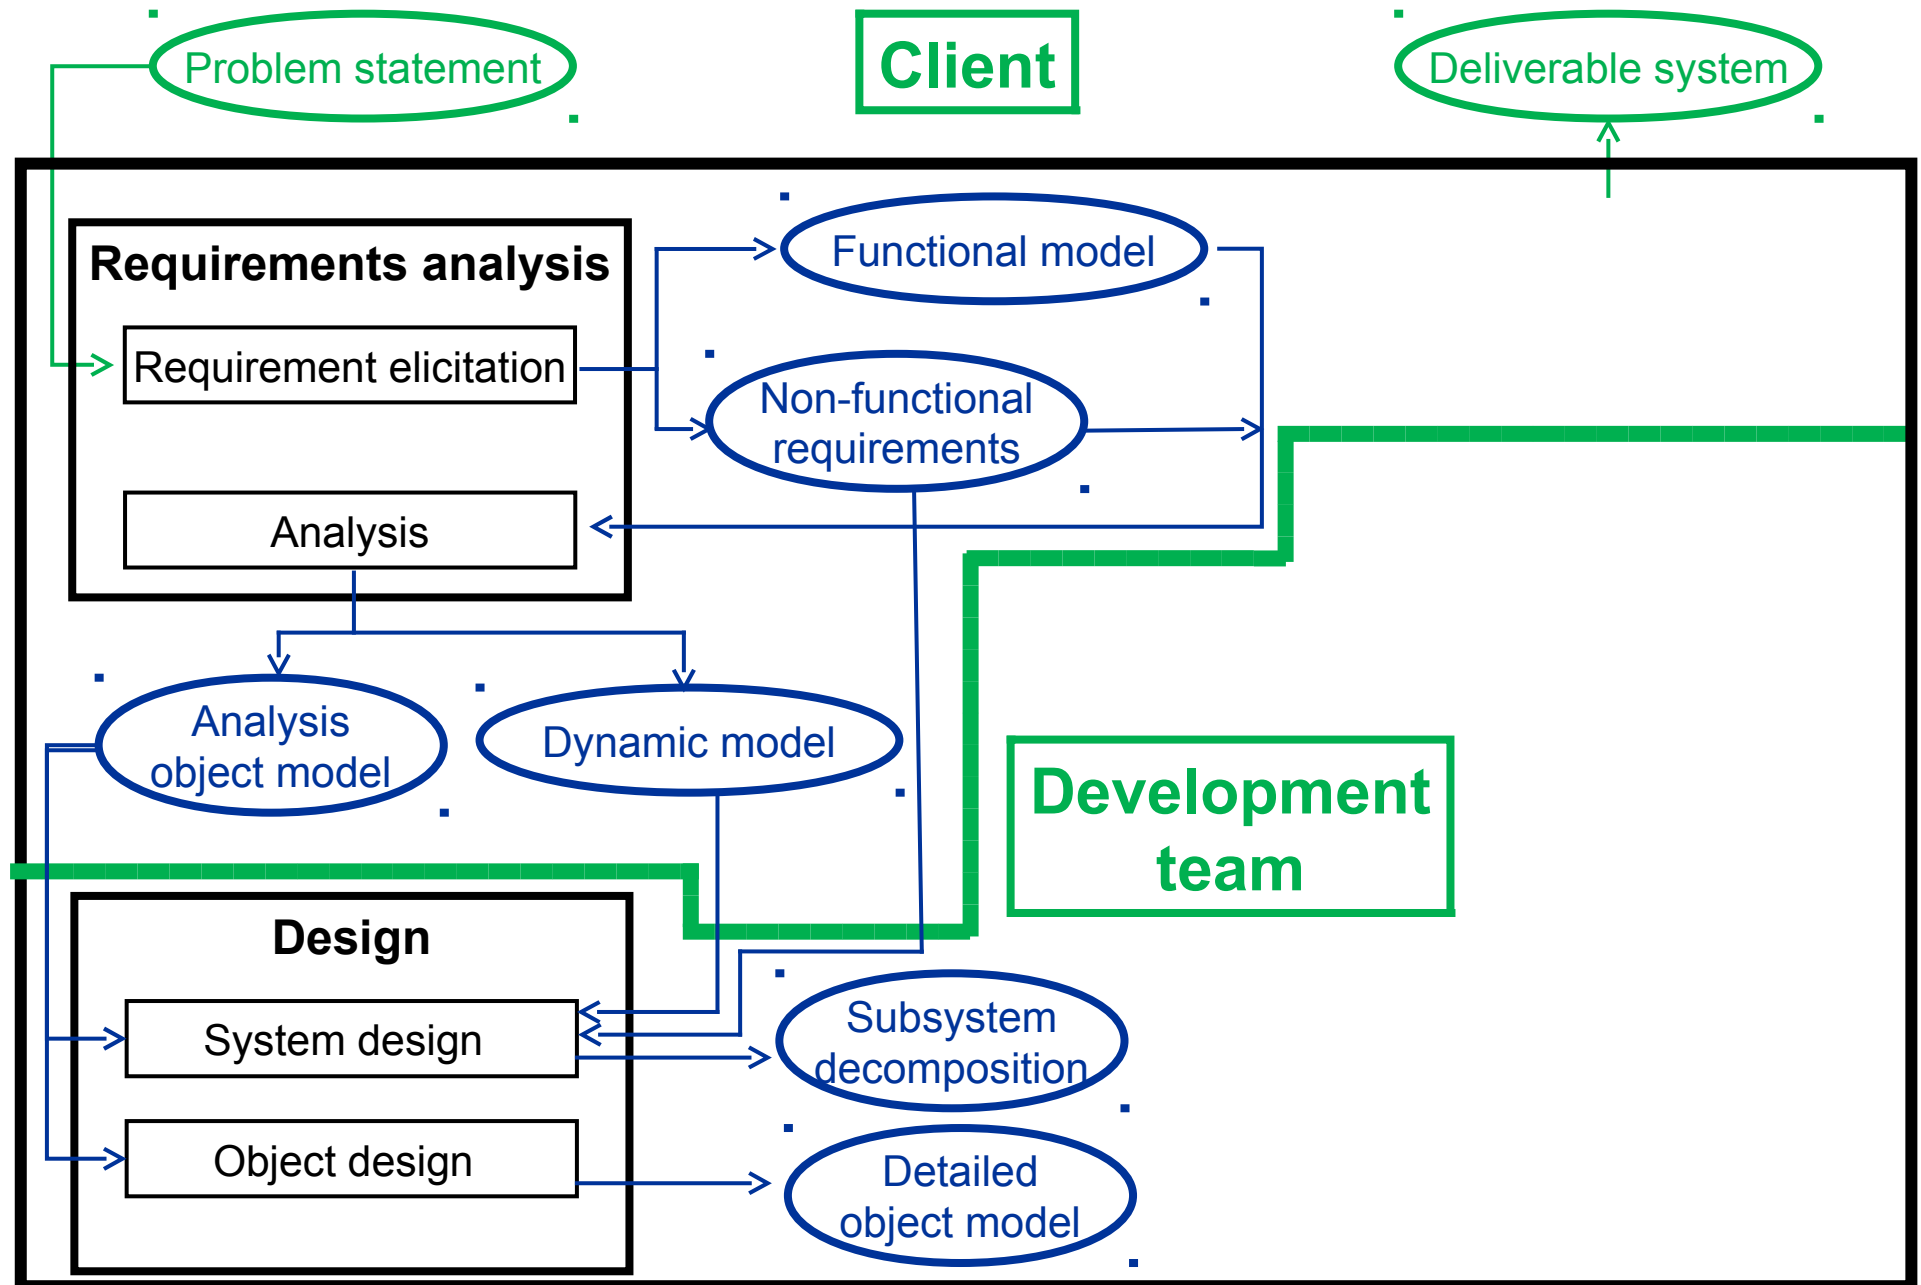 Problem statement
Client
Deliverable system
Requirements analysis
Functional model
Requirement elicitation
Non-functional
requirements
Analysis
Analysis
object model
Dynamic model
Development
team
Design
System design
Subsystem
decomposition
Object design
Detailed
object model